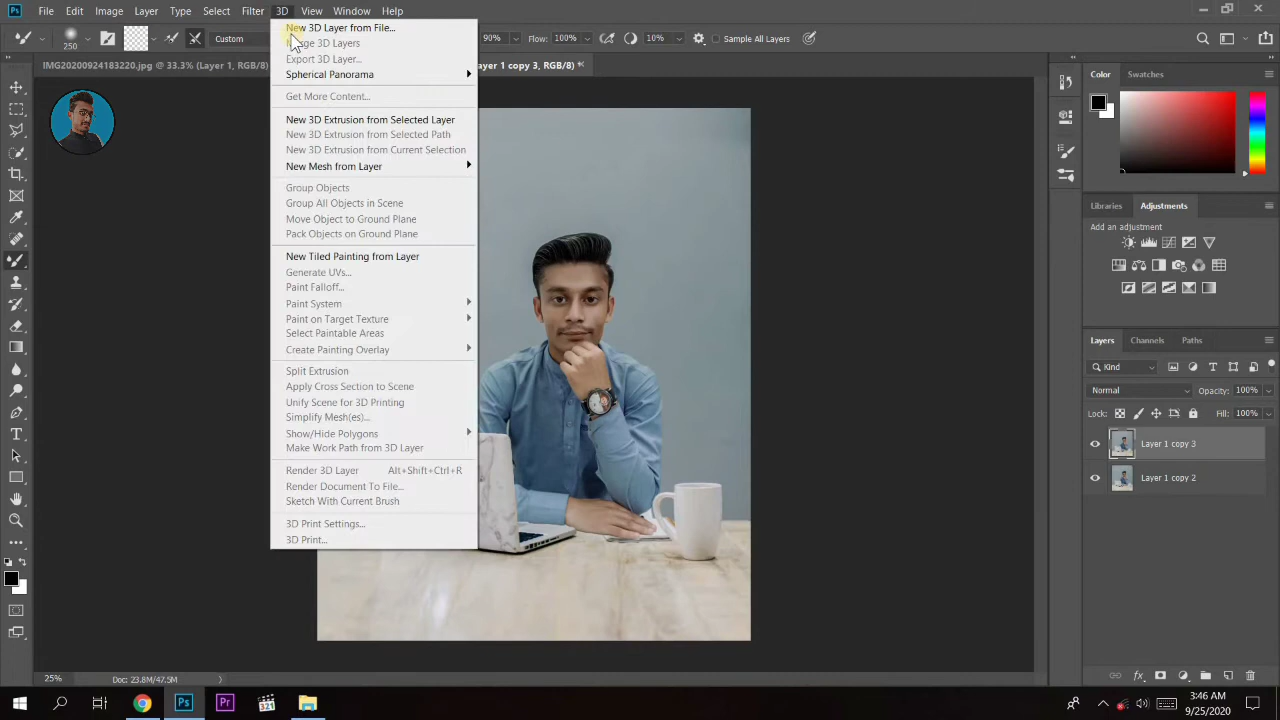 Ps File Edit Image Layer Type Select Filter 3D View Window Help
250 Custom 90% Flow: 100% 10% Sample All Layers
IMG20200924183220.jpg @ 33.3% (Layer 1, RGB/8) 1 copy 3, RGB/8) *
New 3D Layer from File...
ge 3D Layers
Export 3D Layer...
Spherical Panorama
Get More Content...
New 3D Extrusion from Selected Layer
New 3D Extrusion from Selected Path
New 3D Extrusion from Current Selection
New Mesh from Layer
Group Objects
Group All Objects in Scene
Move Object to Ground Plane
Pack Objects on Ground Plane
New Tiled Painting from Layer
Generate UVs...
Paint Falloff...
Paint System
Paint on Target Texture
Select Paintable Areas
Create Painting Overlay
Split Extrusion
Apply Cross Section to Scene
Unify Scene for 3D Printing
Simplify Mesh(es)...
Show/Hide Polygons
Make Work Path from 3D Layer
Render 3D Layer Alt+Shift+Ctrl+R
Render Document To File...
Sketch With Current Brush
3D Print Settings...
3D Print...
Color Swatches
Libraries Adjustments
Add an adjustment
Layers Channels Paths
Kind
Normal Opacity: 100%
Lock: Fill: 100%
Layer 1 copy 3
Layer 1 copy 2
25% Doc: 23.8M/47.5M
Ps Pr 3:46 AM
9/25/2020